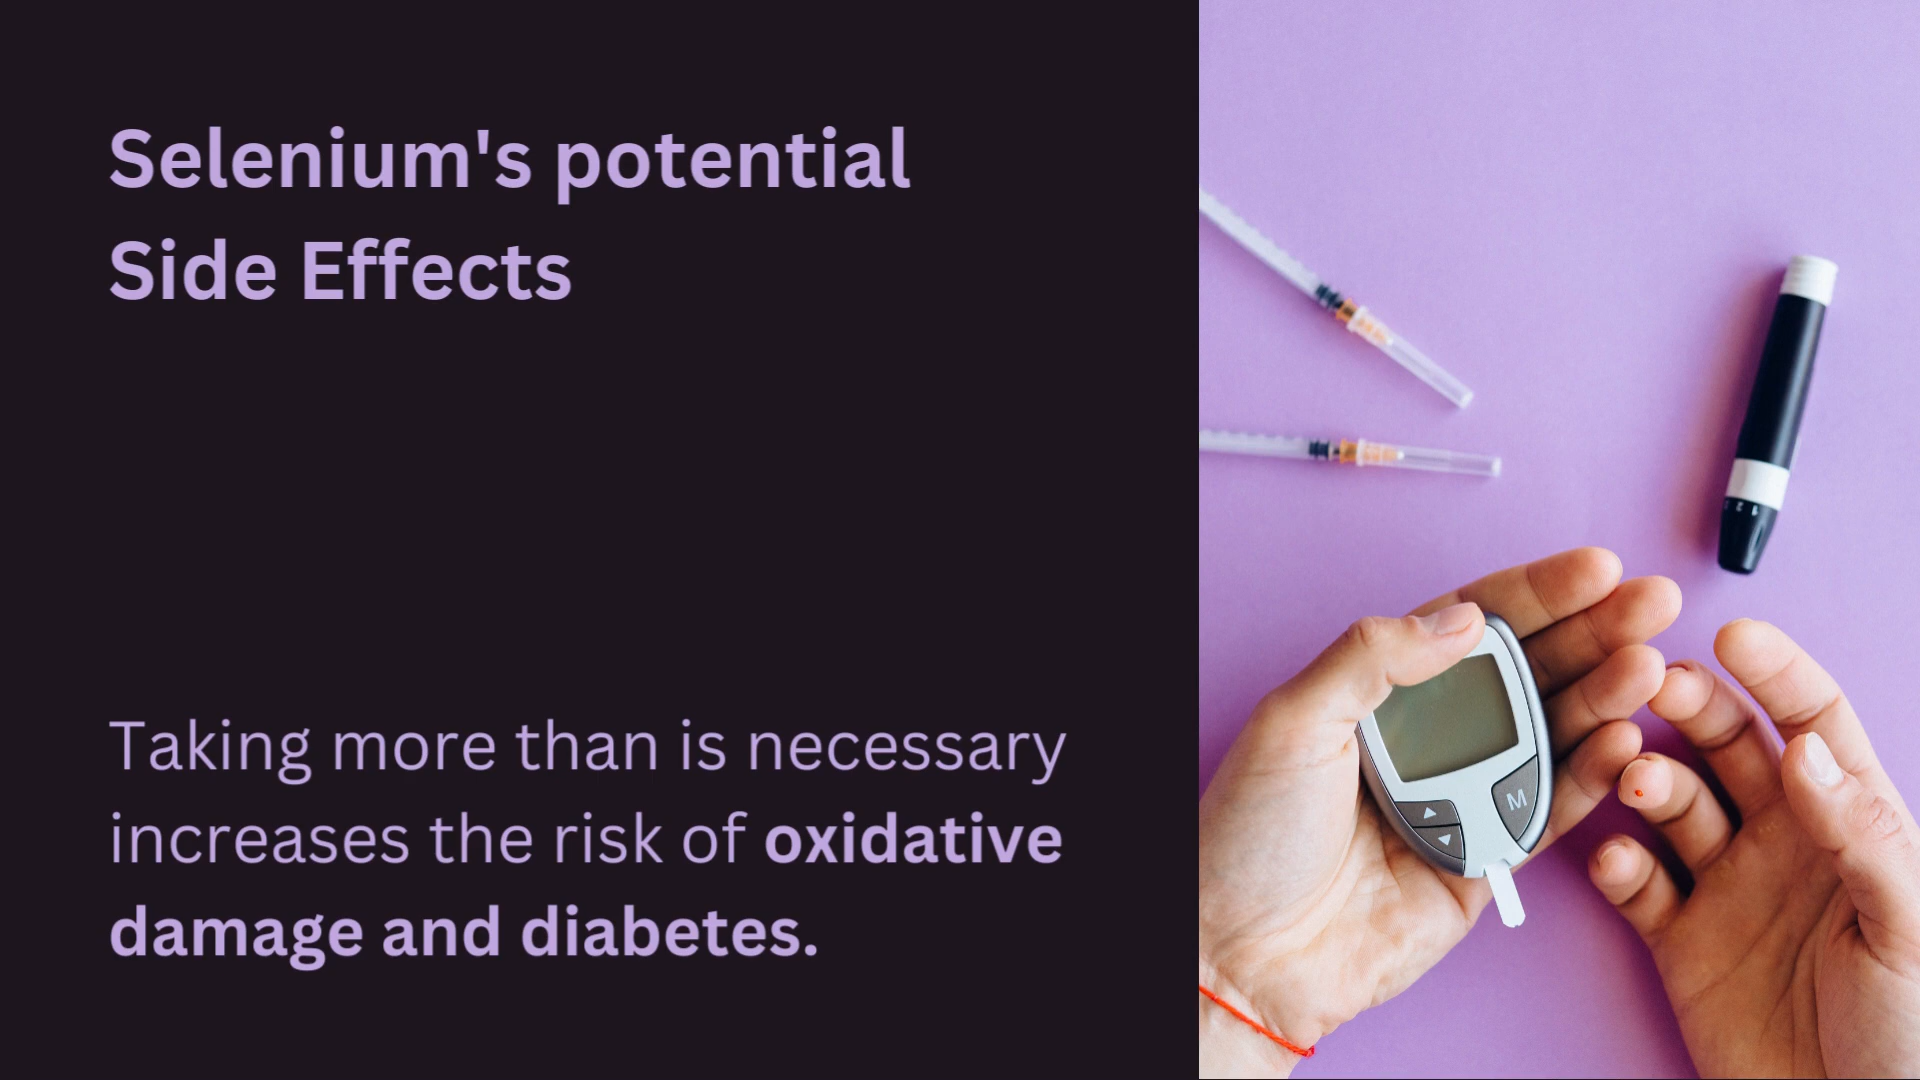 Selenium's potential
Side Effects
Taking more than is necessary
increases the risk of oxidative
damage and diabetes.
M